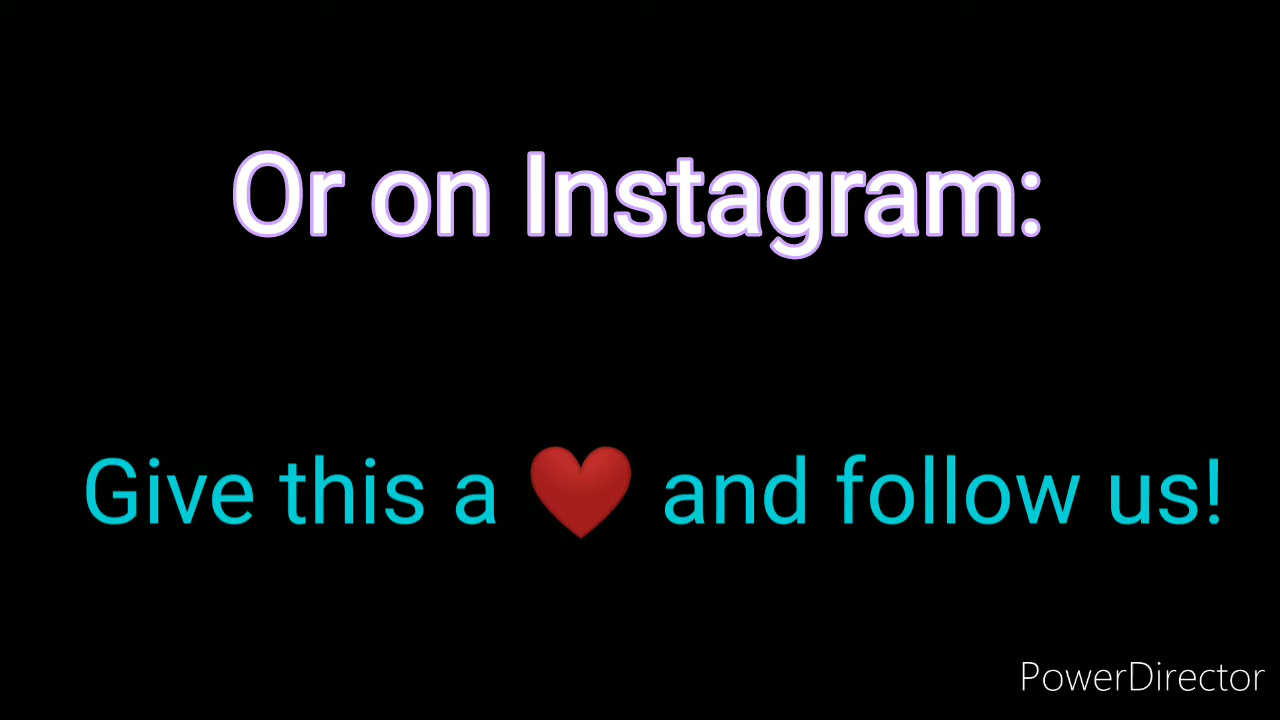 Or on Instagram:
Give this a ❤️ and follow us!
PowerDirector